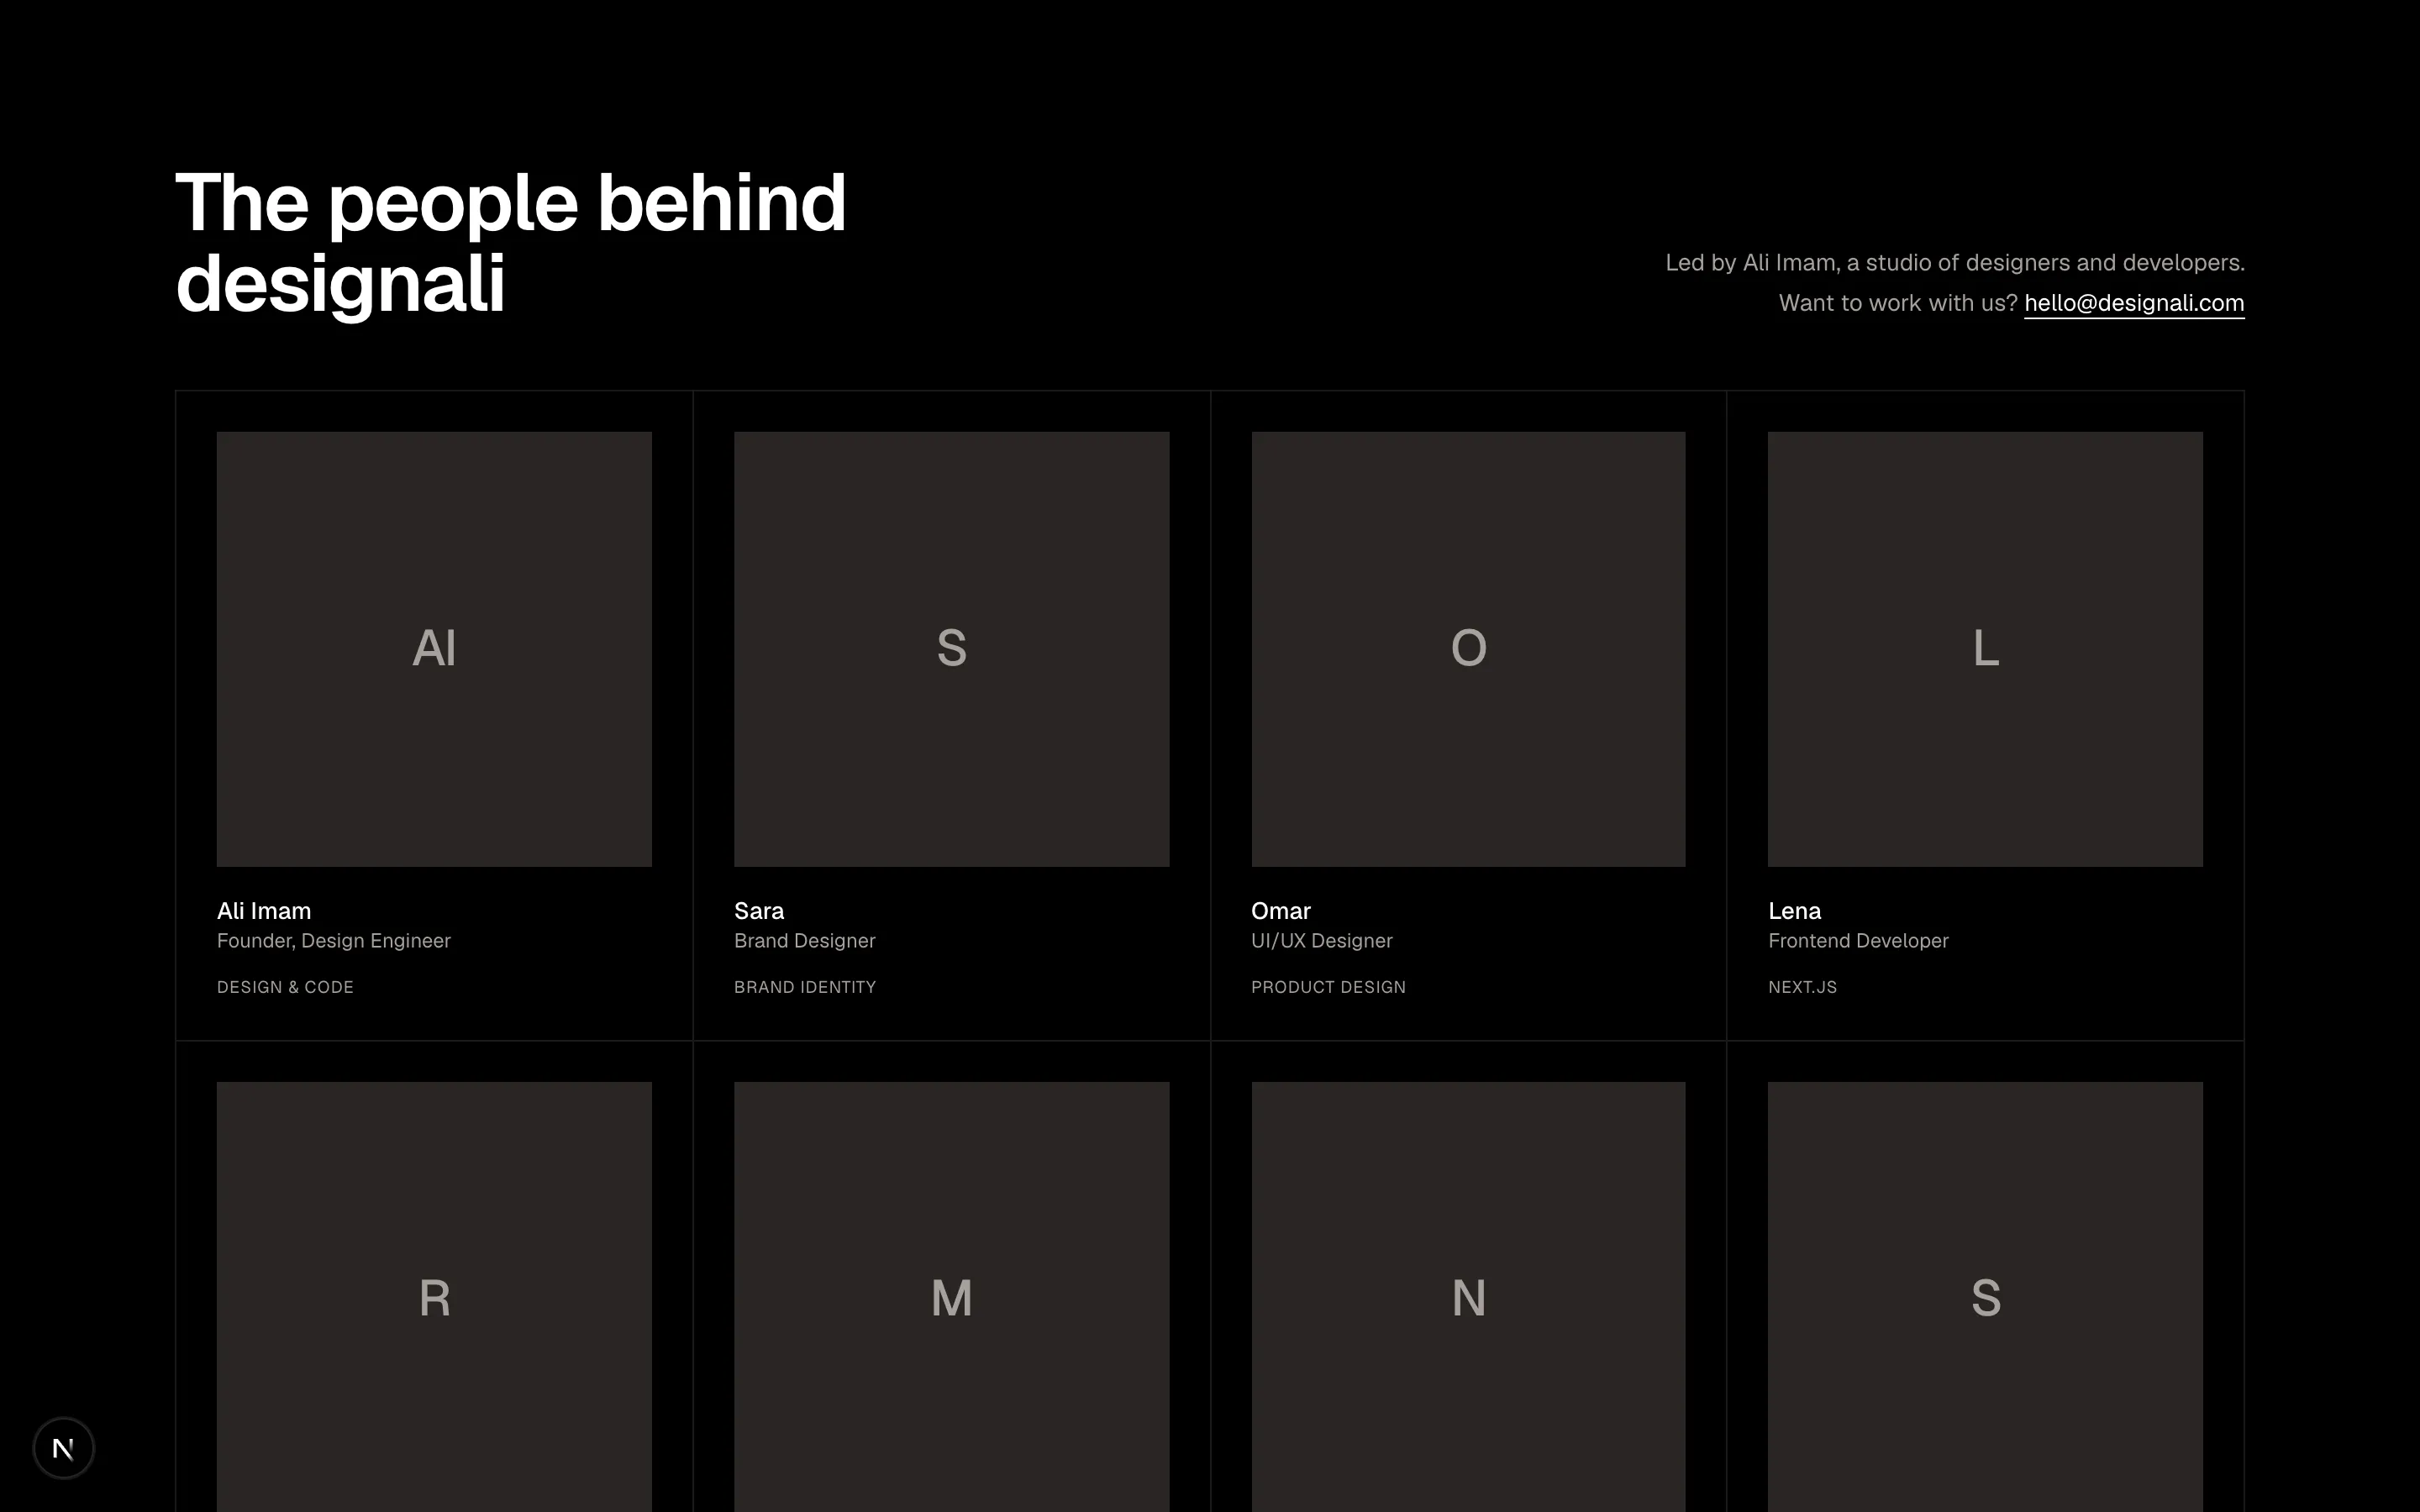 The people behind
designali
Led by Ali Imam, a studio of designers and developers.
Want to work with us? hello@designali.com
AI
S
O
L
Ali Imam
Founder, Design Engineer
DESIGN & CODE
Sara
Brand Designer
BRAND IDENTITY
Omar
UI/UX Designer
PRODUCT DESIGN
Lena
Frontend Developer
NEXT.JS
R
M
N
S
N